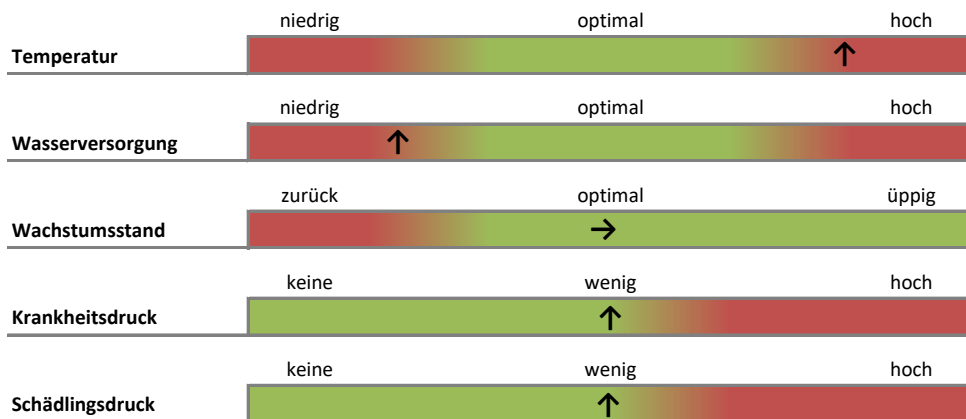 niedrig optimal hoch
Temperatur
niedrig optimal hoch
Wasserversorgung
zurück optimal üppig
Wachstumsstand
keine wenig hoch
Krankheitsdruck
keine wenig hoch
Schädlingsdruck